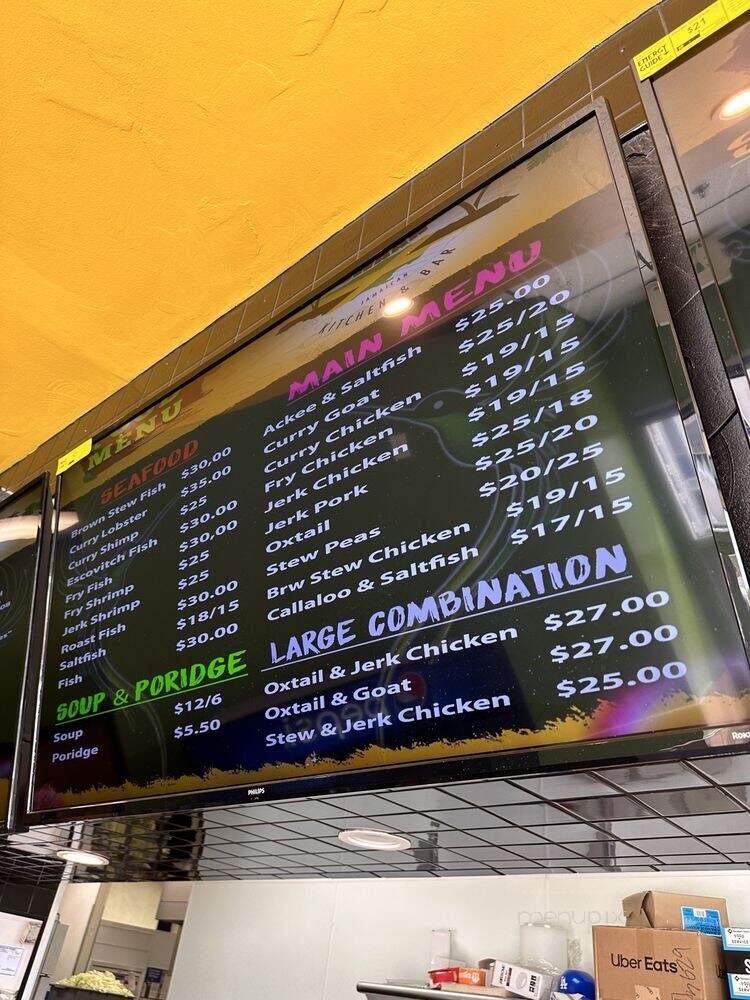 ENERGY
GUIDE
$21
JAMAICAN
KITCHEN & BAR
MENU
SEAFOOD
Brown Stew Fish $30.00
Curry Lobster $35.00
Curry Shimp $25
Escovitch Fish $30.00
Fry Fish $30,00
Fry Shrimp $25
Jerk Shrimp $25
Roast Fish $30.00
Saltfish $18/15
Fish $30.00
SOUP & PORIDGE
Soup $12/6
Poridge $5.50
MAIN MENU
Ackee & Saltfish $25.00
Curry Goat $25/20
Curry Chicken $19/15
Fry Chicken $19/15
Jerk Chicken $19/15
Jerk Pork $25/18
Oxtail $25/20
Stew Peas $20/25
Brw Stew Chicken $19/15
Callaloo & Saltfish $17/15
LARGE COMBINATION
Oxtail & Jerk Chicken $27.00
Oxtail & Goat $27.00
Stew & Jerk Chicken $25.00
PHILIPS
Roku
menupix
Uber Eats